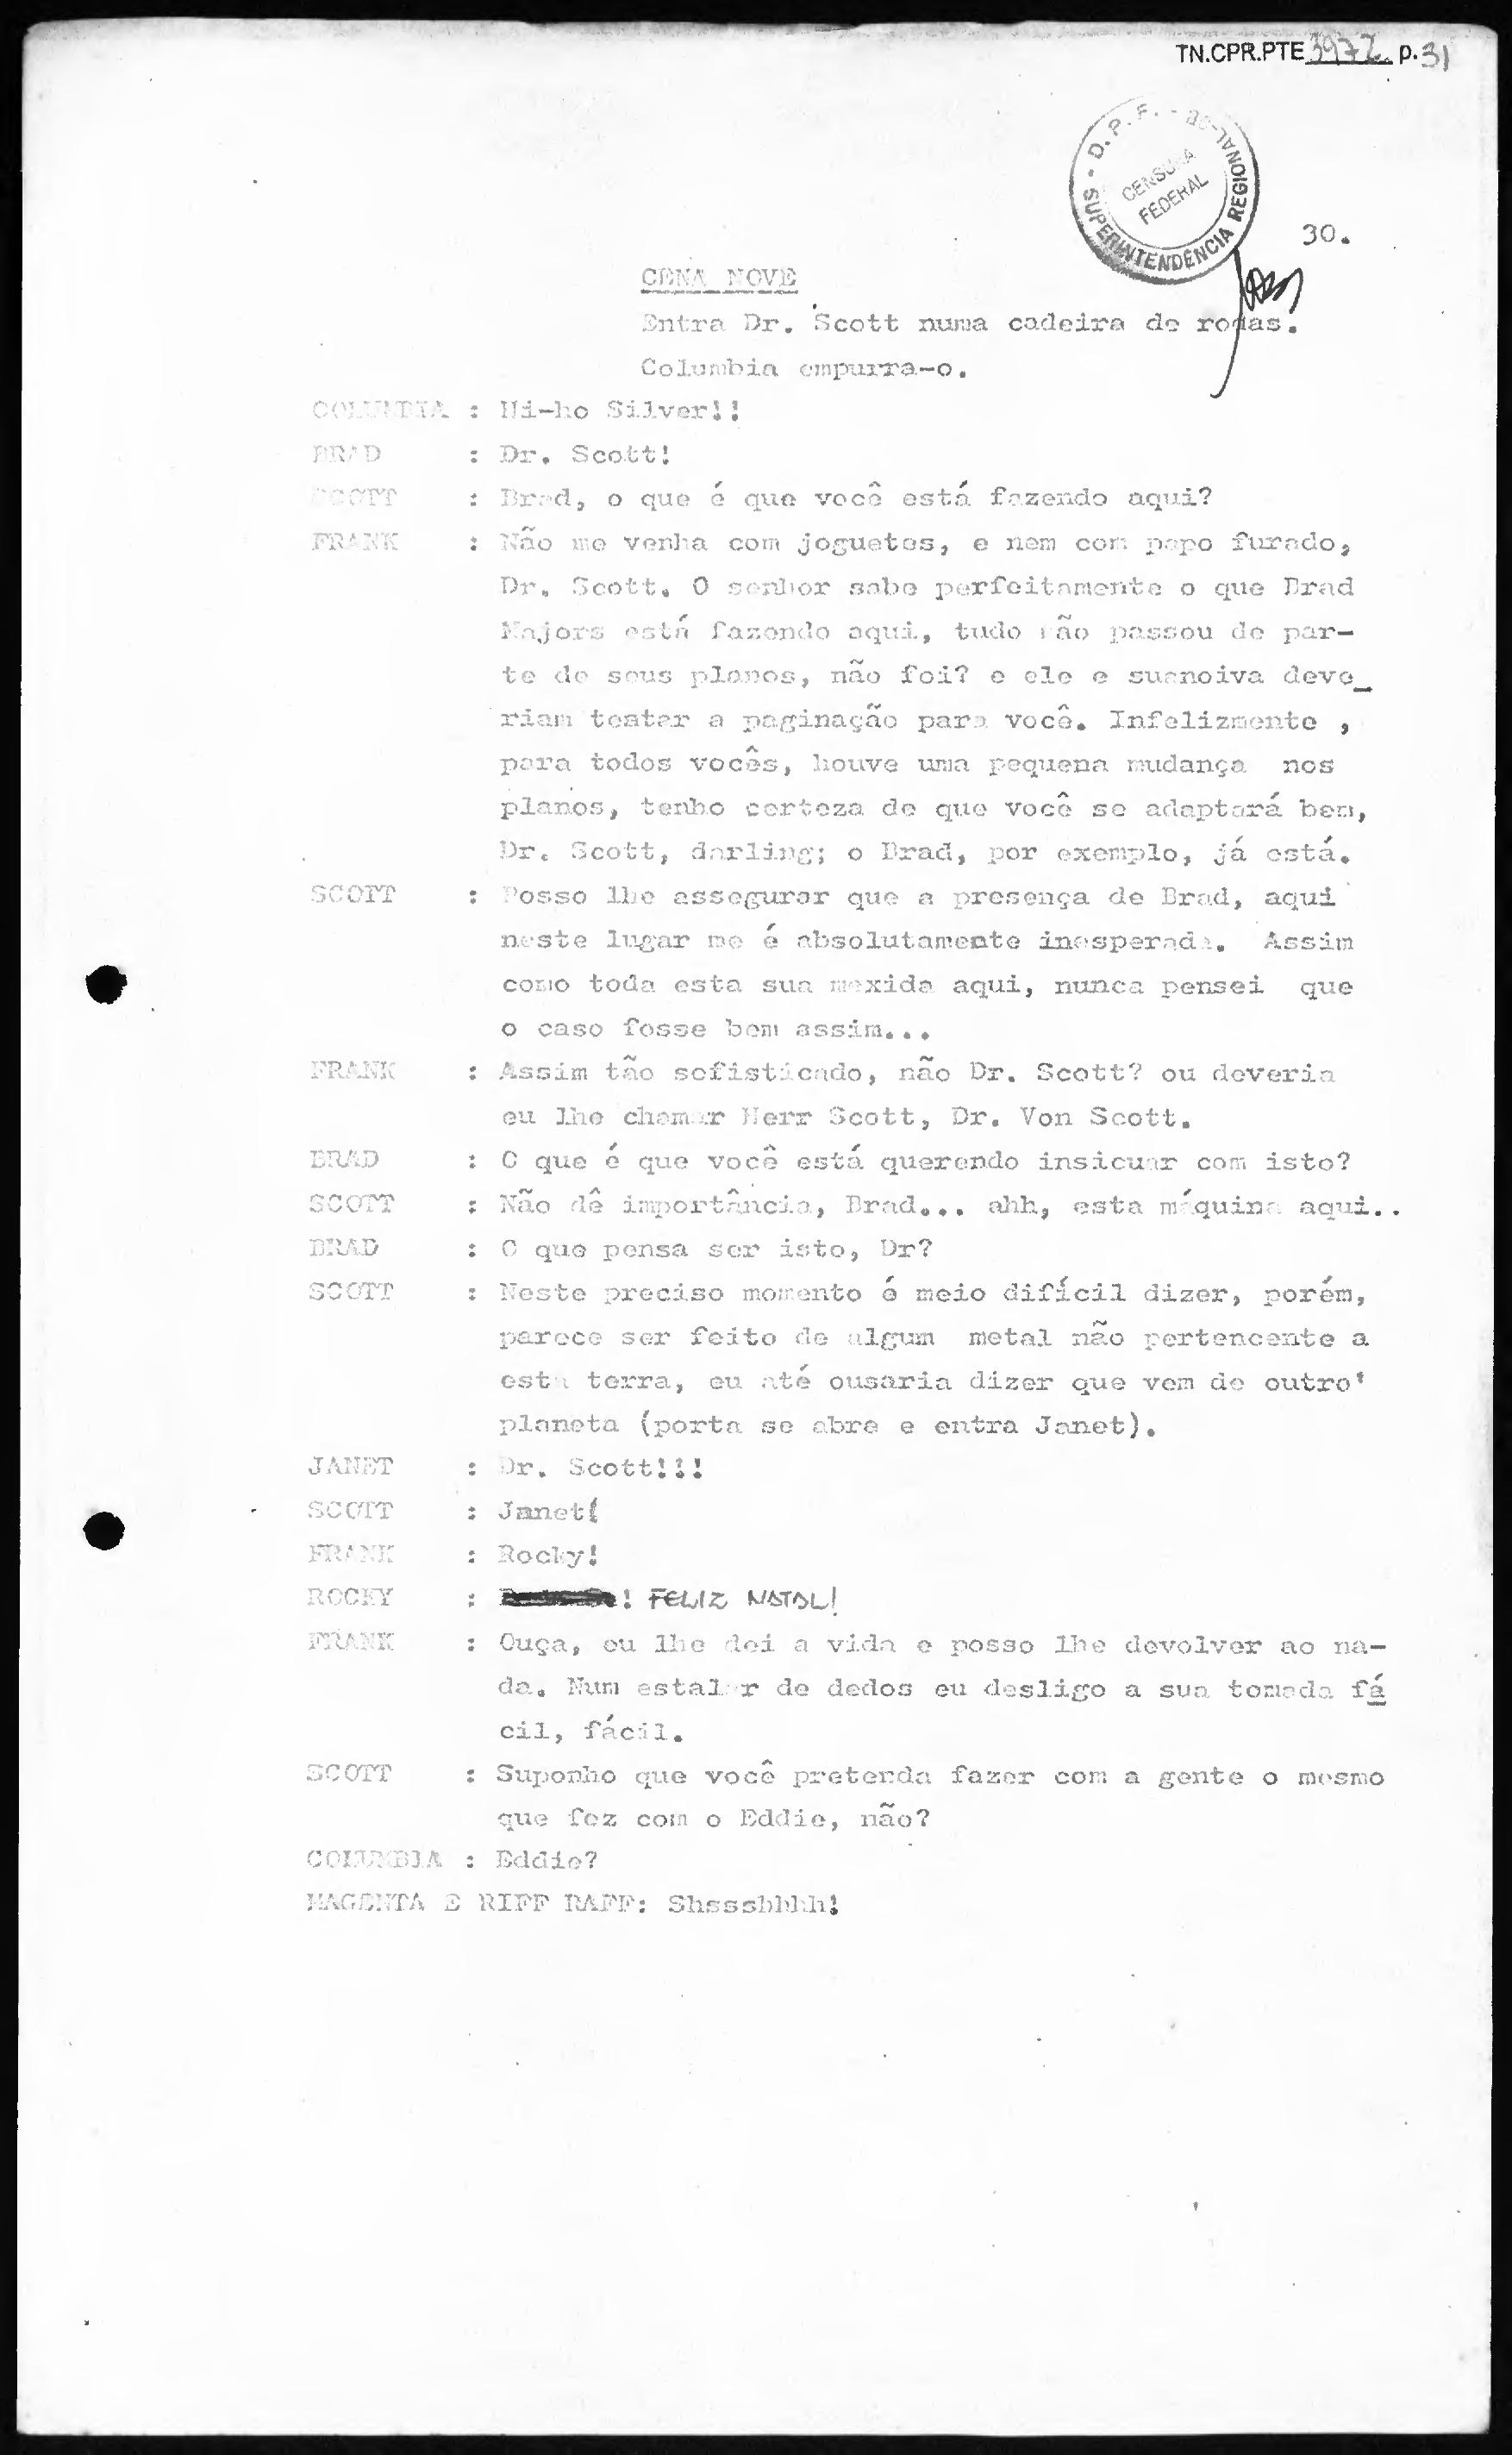 TN.CPR.PTE 3972 p.31
D.P.F. - SUPERINTENDÊNCIA REGIONAL-
CENSURA
FEDERAL
30.
CENA NOVE
Entra Dr. Scott numa cadeira de rodas.
Columbia empurra-o.
COLUMBIA : Hi-ho Silver!!
BRAD : Dr. Scott!
SCOTT : Brad, o que é que você está fazendo aqui?
FRANK : Não me venha com joguetes, e nem com papo furado,
Dr. Scott. O senhor sabe perfeitamente o que Brad
Majors está fazendo aqui, tudo não passou de par-
te de seus planos, não foi? e ele e suanoiva deve_
riam testar a paginação para você. Infelizmente ,
para todos vocês, houve uma pequena mudança nos
planos, tenho certeza de que você se adaptará bem,
Dr. Scott, darling; o Brad, por exemplo, já está.
SCOTT : Posso lhe assegurar que a presença de Brad, aqui
neste lugar me é absolutamente inesperada. Assim
como toda esta sua mexida aqui, nunca pensei que
o caso fosse bem assim...
FRANK : Assim tão sofisticado, não Dr. Scott? ou deveria
eu lhe chamar Herr Scott, Dr. Von Scott.
BRAD : O que é que você está querendo insicuar com isto?
SCOTT : Não dê importância, Brad... ahh, esta máquina aqui..
BRAD : O que pensa ser isto, Dr?
SCOTT : Neste preciso momento é meio difícil dizer, porém,
parece ser feito de algum metal não pertencente a
esta terra, eu até ousaria dizer que vem de outro'
planeta (porta se abre e entra Janet).
JANET : Dr. Scott!!!
SCOTT : Janet!
FRANK : Rocky!
ROCKY : ! FELIZ NATAL!
FRANK : Ouça, eu lhe dei a vida e posso lhe devolver ao na-
da. Num estalar de dedos eu desligo a sua tomada fá
cil, fácil.
SCOTT : Suponho que você pretenda fazer com a gente o mesmo
que fez com o Eddie, não?
COLUMBIA : Eddie?
MAGENTA E RIFF RAFF: Shssshhhh!